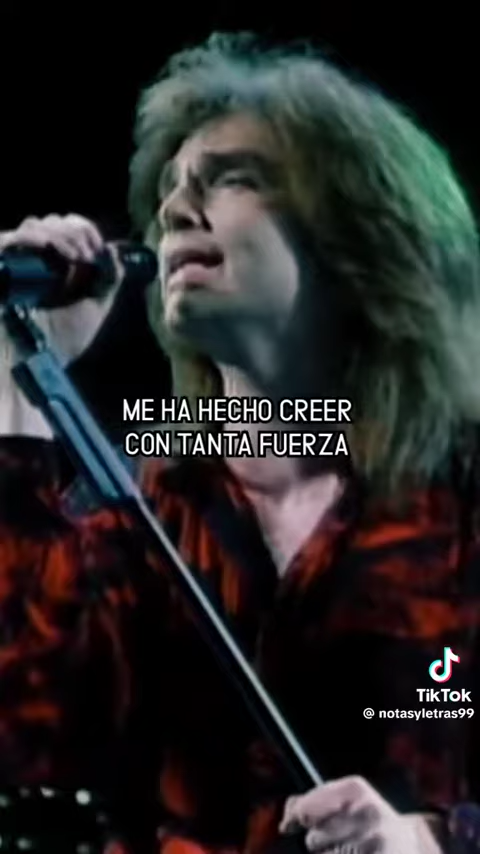 ME HA HECHO CREER
CON TANTA FUERZA
TikTok
@ notasyletras99